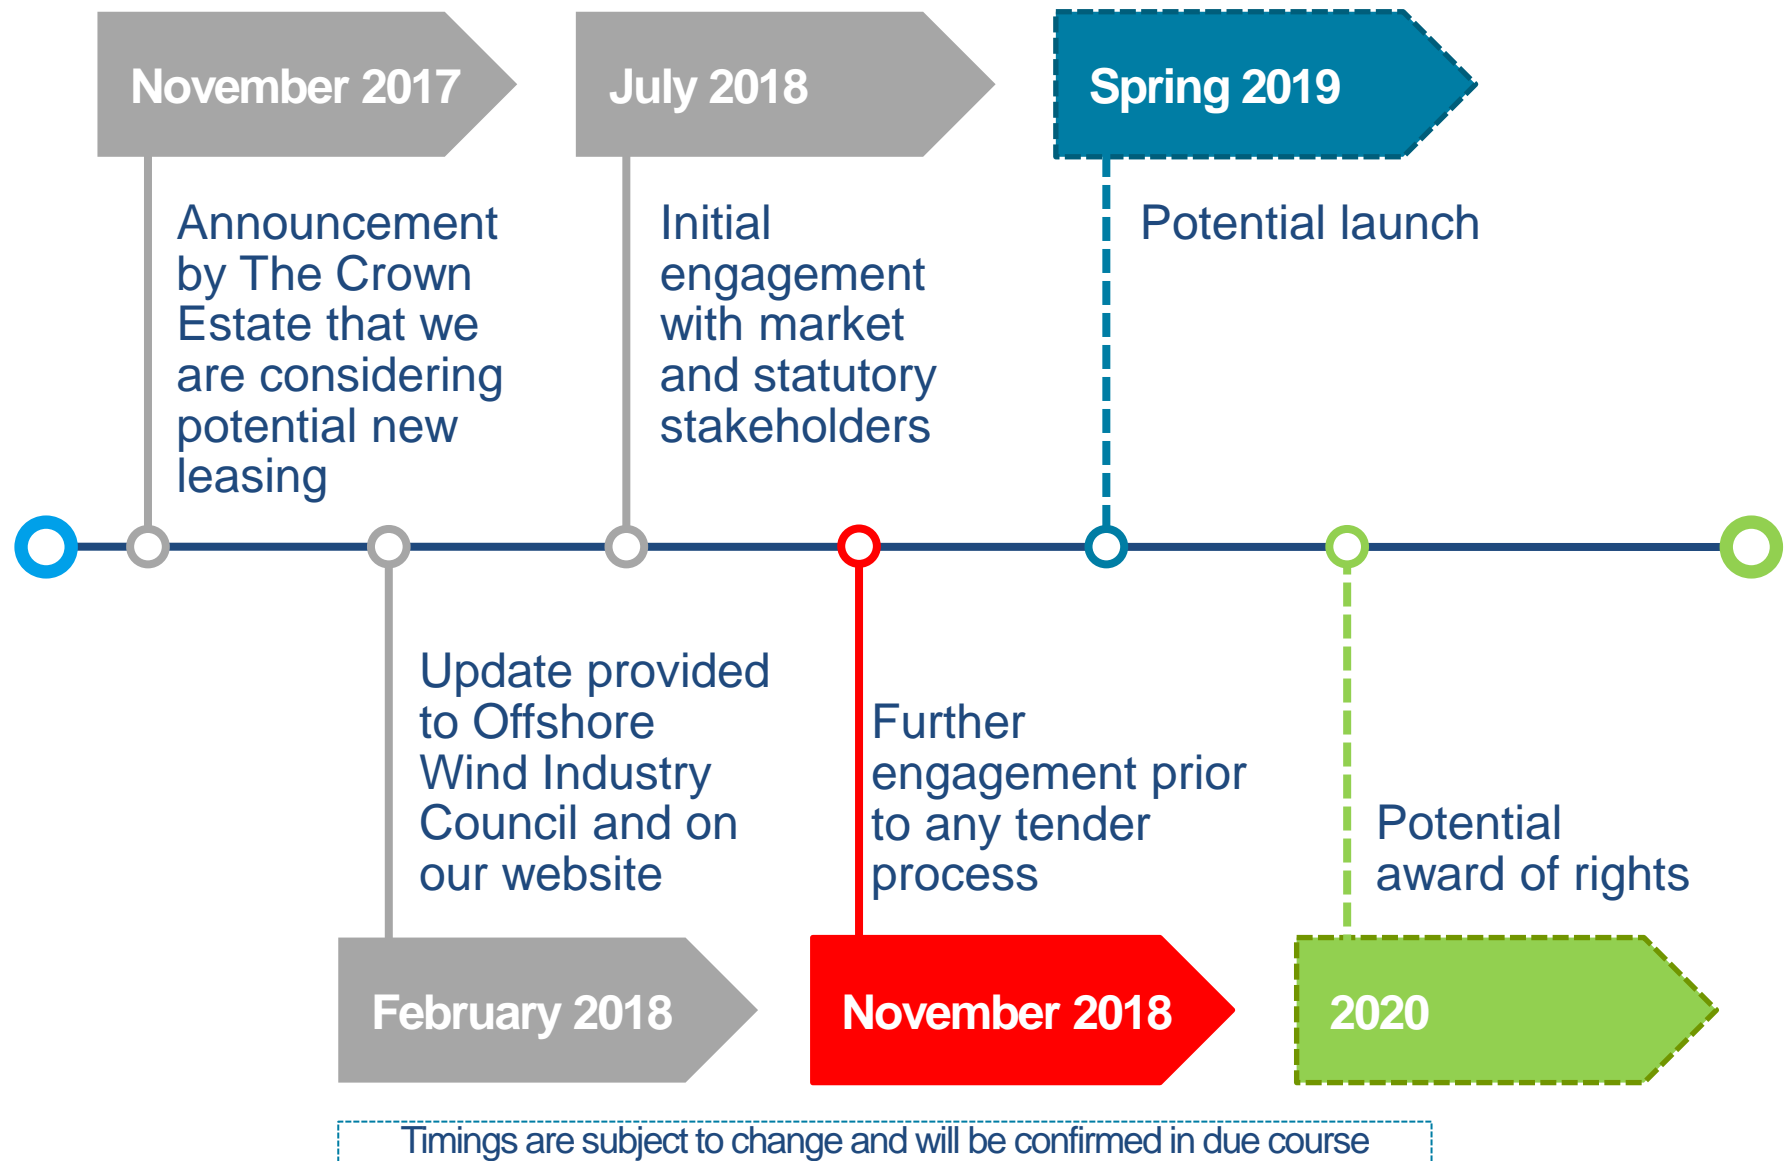 November 2017
Announcement
by The Crown
Estate that we
are considering
potential new
leasing
July 2018
Initial
engagement
with market
and statutory
stakeholders
Spring 2019
Potential launch
Update provided
to Offshore
Wind Industry
Council and on
our website
February 2018
Further
engagement prior
to any tender
process
November 2018
Potential
award of rights
2020
Timings are subject to change and will be confirmed in due course